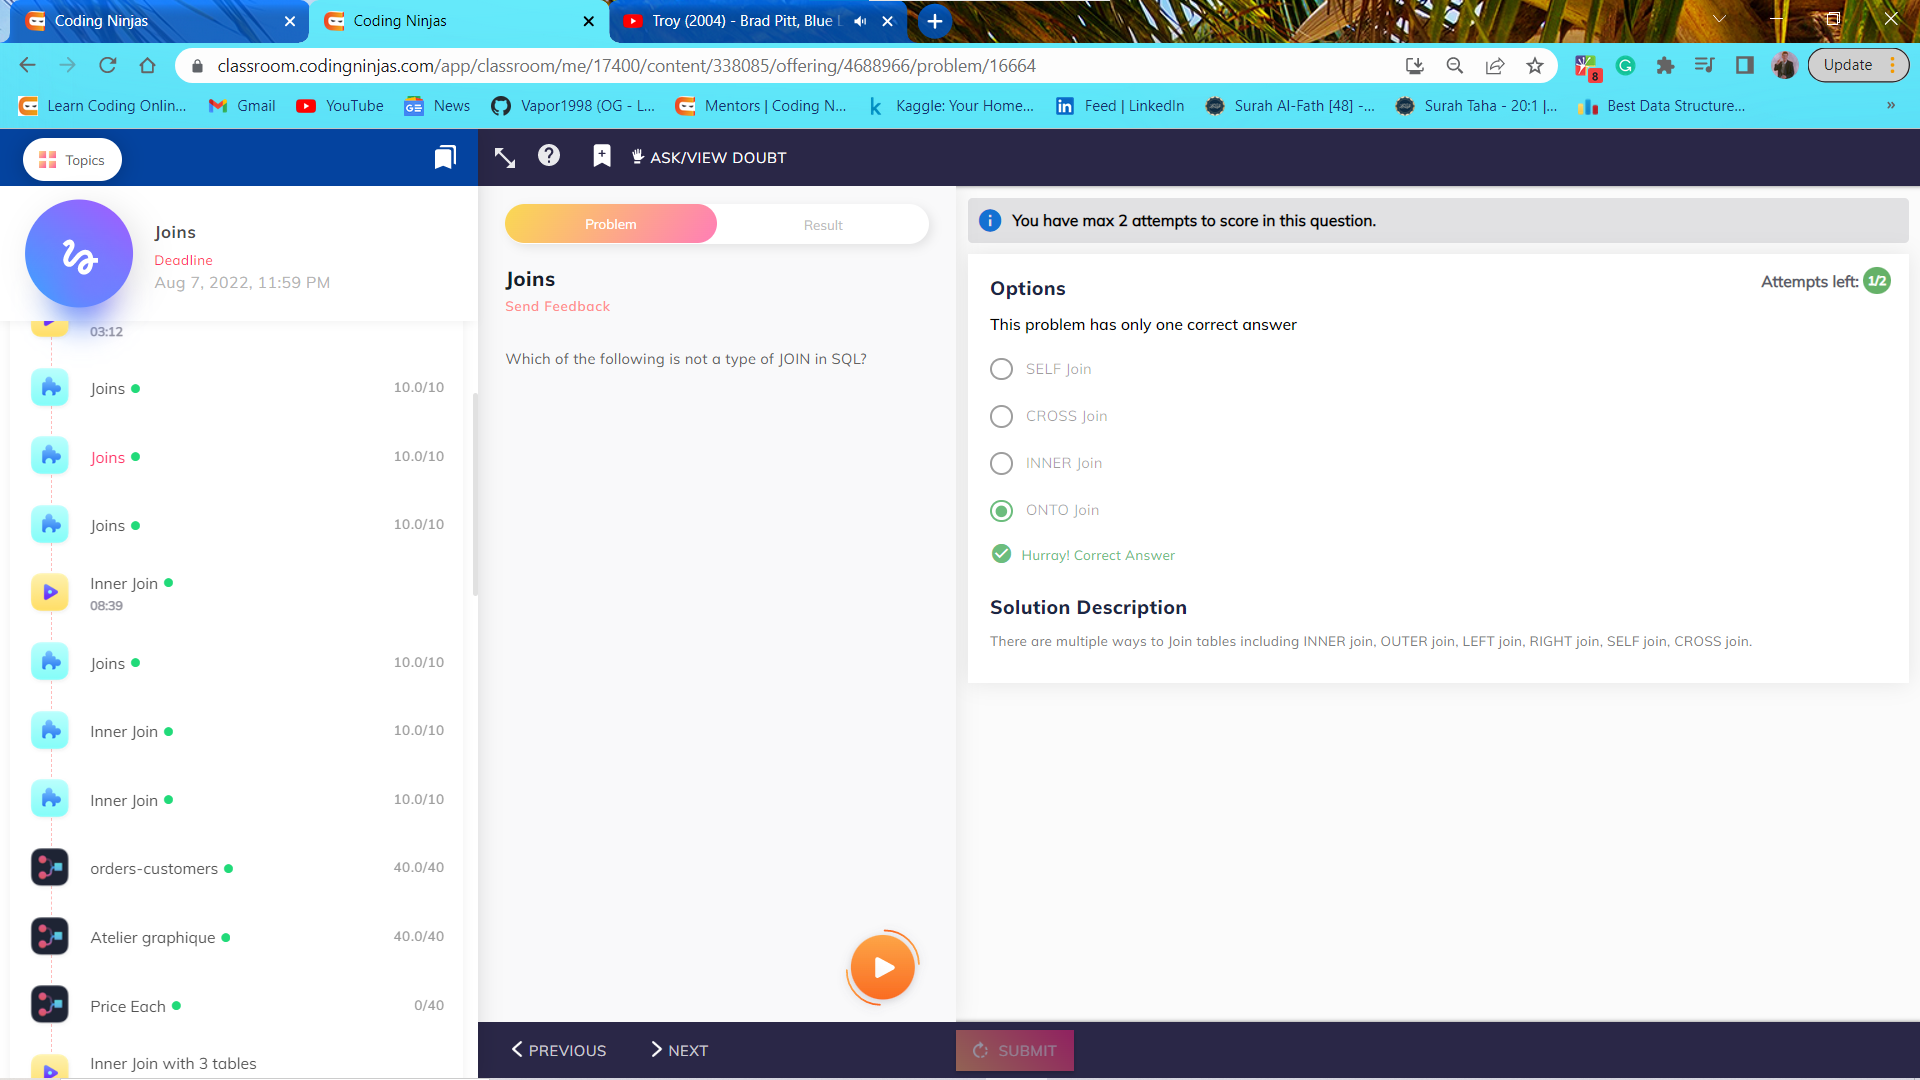 Coding Ninjas
Coding Ninjas
Troy (2004) - Brad Pitt, Blue
classroom.codingninjas.com/app/classroom/me/17400/content/338085/offering/4688966/problem/16664
8
Update
Learn Coding Onlin...
Gmail
YouTube
News
Vapor1998 (OG - L...
Mentors | Coding N...
Kaggle: Your Home...
Feed | LinkedIn
Surah Al-Fath [48] -...
Surah Taha - 20:1 |...
Best Data Structure...
»
Topics
ASK/VIEW DOUBT
Joins
Deadline
Aug 7, 2022, 11:59 PM
03:12
Joins
10.0/10
Joins
10.0/10
Joins
10.0/10
Inner Join
08:39
Joins
10.0/10
Inner Join
10.0/10
Inner Join
10.0/10
orders-customers
40.0/40
Atelier graphique
40.0/40
Price Each
0/40
Inner Join with 3 tables
Problem
Result
Joins
Send Feedback
Which of the following is not a type of JOIN in SQL?
PREVIOUS
NEXT
You have max 2 attempts to score in this question.
Options
Attempts left: 1/2
This problem has only one correct answer
SELF Join
CROSS Join
INNER Join
ONTO Join
Hurray! Correct Answer
Solution Description
There are multiple ways to Join tables including INNER join, OUTER join, LEFT join, RIGHT join, SELF join, CROSS join.
SUBMIT